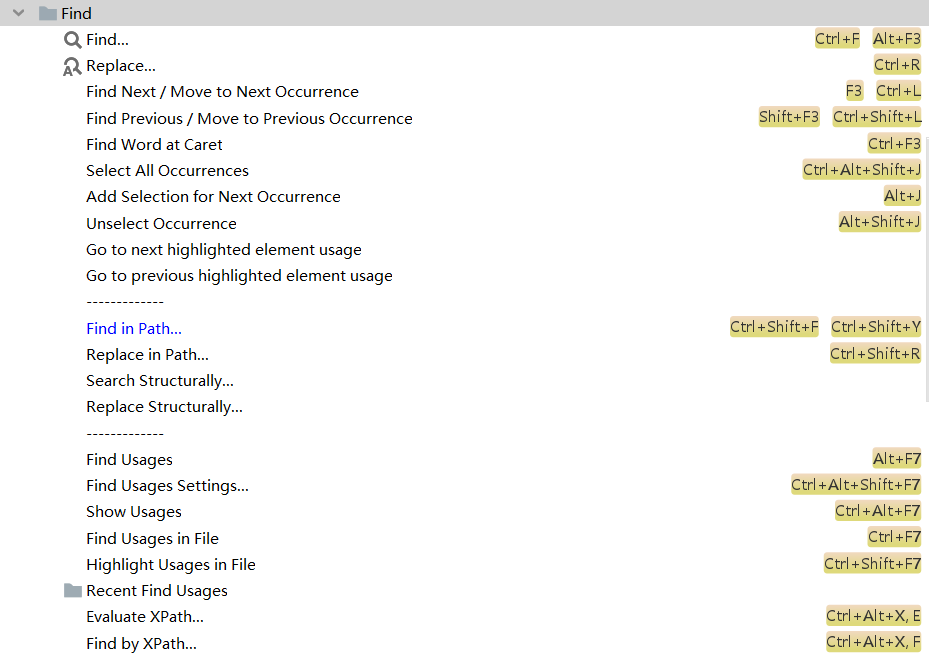 Find
Find... Ctrl+F Alt+F3
Replace... Ctrl+R
Find Next / Move to Next Occurrence F3 Ctrl+L
Find Previous / Move to Previous Occurrence Shift+F3 Ctrl+Shift+L
Find Word at Caret Ctrl+F3
Select All Occurrences Ctrl+Alt+Shift+J
Add Selection for Next Occurrence Alt+J
Unselect Occurrence Alt+Shift+J
Go to next highlighted element usage
Go to previous highlighted element usage
-------------
Find in Path... Ctrl+Shift+F Ctrl+Shift+Y
Replace in Path... Ctrl+Shift+R
Search Structurally...
Replace Structurally...
-------------
Find Usages Alt+F7
Find Usages Settings... Ctrl+Alt+Shift+F7
Show Usages Ctrl+Alt+F7
Find Usages in File Ctrl+F7
Highlight Usages in File Ctrl+Shift+F7
Recent Find Usages
Evaluate XPath... Ctrl+Alt+X, E
Find by XPath... Ctrl+Alt+X, F